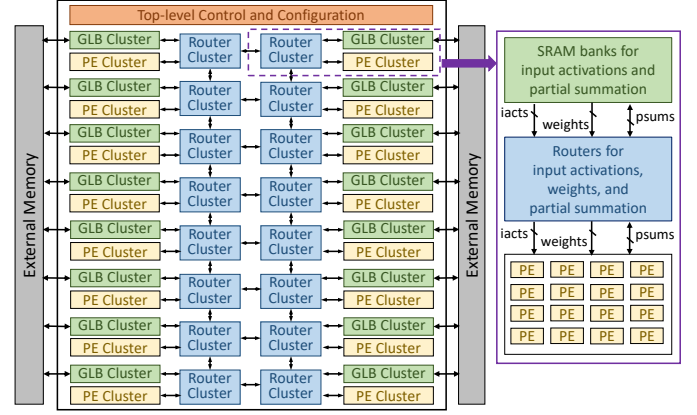 Top-level Control and Configuration
External Memory
GLB Cluster
PE Cluster
Router
Cluster
Router
Cluster
GLB Cluster
PE Cluster
GLB Cluster
PE Cluster
Router
Cluster
Router
Cluster
GLB Cluster
PE Cluster
GLB Cluster
PE Cluster
Router
Cluster
Router
Cluster
GLB Cluster
PE Cluster
GLB Cluster
PE Cluster
Router
Cluster
Router
Cluster
GLB Cluster
PE Cluster
GLB Cluster
PE Cluster
Router
Cluster
Router
Cluster
GLB Cluster
PE Cluster
GLB Cluster
PE Cluster
Router
Cluster
Router
Cluster
GLB Cluster
PE Cluster
GLB Cluster
PE Cluster
Router
Cluster
Router
Cluster
GLB Cluster
PE Cluster
GLB Cluster
PE Cluster
Router
Cluster
Router
Cluster
GLB Cluster
PE Cluster
External Memory
SRAM banks for
input activations and
partial summation
iacts weights psums
Routers for
input activations,
weights, and
partial summation
iacts weights psums
PE PE PE PE
PE PE PE PE
PE PE PE PE
PE PE PE PE